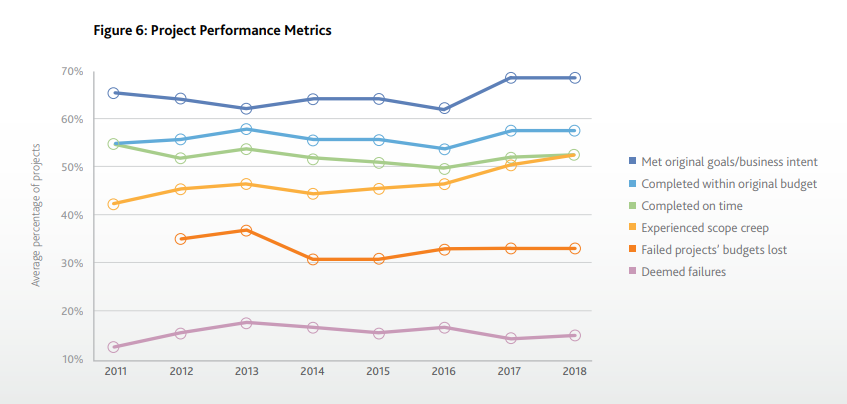 Figure 6: Project Performance Metrics
Average percentage of projects
70%
60%
50%
40%
30%
20%
10%
2011 2012 2013 2014 2015 2016 2017 2018
Met original goals/business intent
Completed within original budget
Completed on time
Experienced scope creep
Failed projects' budgets lost
Deemed failures